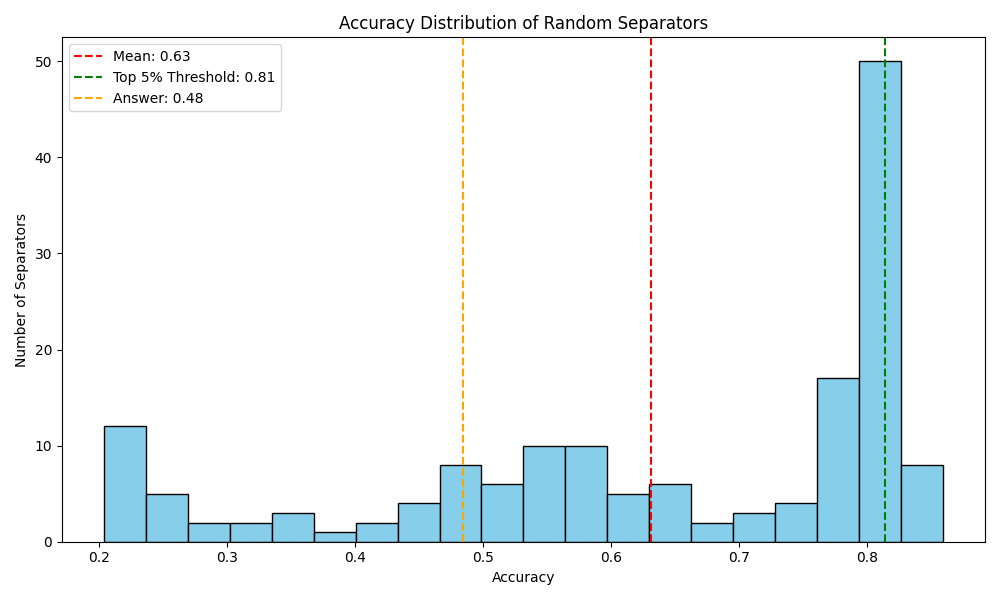 Accuracy Distribution of Random Separators
Mean: 0.63
Top 5% Threshold: 0.81
Answer: 0.48
Number of Separators
50
40
30
20
10
0
0.2 0.3 0.4 0.5 0.6 0.7 0.8
Accuracy